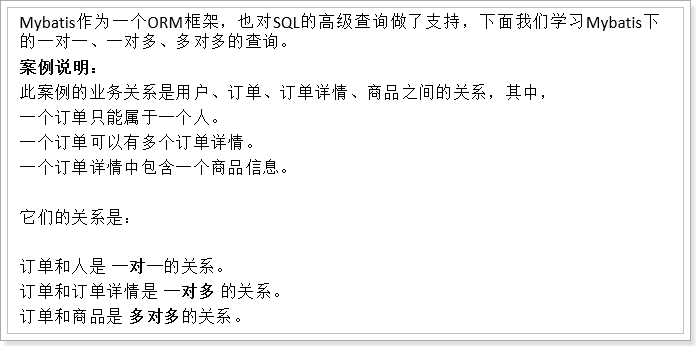 Mybatis作为一个ORM框架，也对SQL的高级查询做了支持，下面我们学习Mybatis下
的一对一、一对多、多对多的查询。
案例说明：
此案例的业务关系是用户、订单、订单详情、商品之间的关系，其中，
一个订单只能属于一个人。
一个订单可以有多个订单详情。
一个订单详情中包含一个商品信息。
它们的关系是：
订单和人是 一对一的关系。
订单和订单详情是 一对多 的关系。
订单和商品是 多对多的关系。